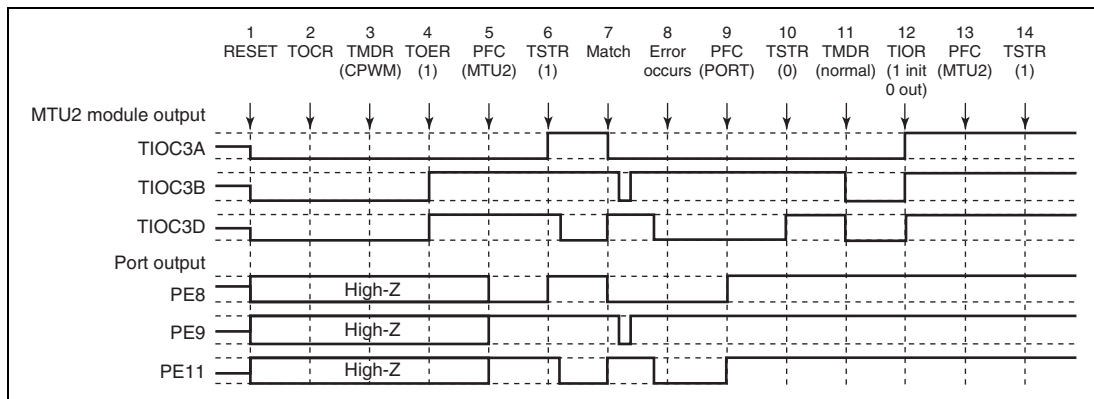 1 2 3 4 5 6 7 8 9 10 11 12 13 14
RESET TOCR TMDR TOER PFC TSTR Match Error PFC TSTR TMDR TIOR PFC TSTR
(CPWM) (1) (MTU2) (1) occurs (PORT) (0) (normal) (1 init (MTU2) (1)
0 out)
MTU2 module output
TIOC3A
TIOC3B
TIOC3D
Port output
PE8 High-Z
PE9 High-Z
PE11 High-Z